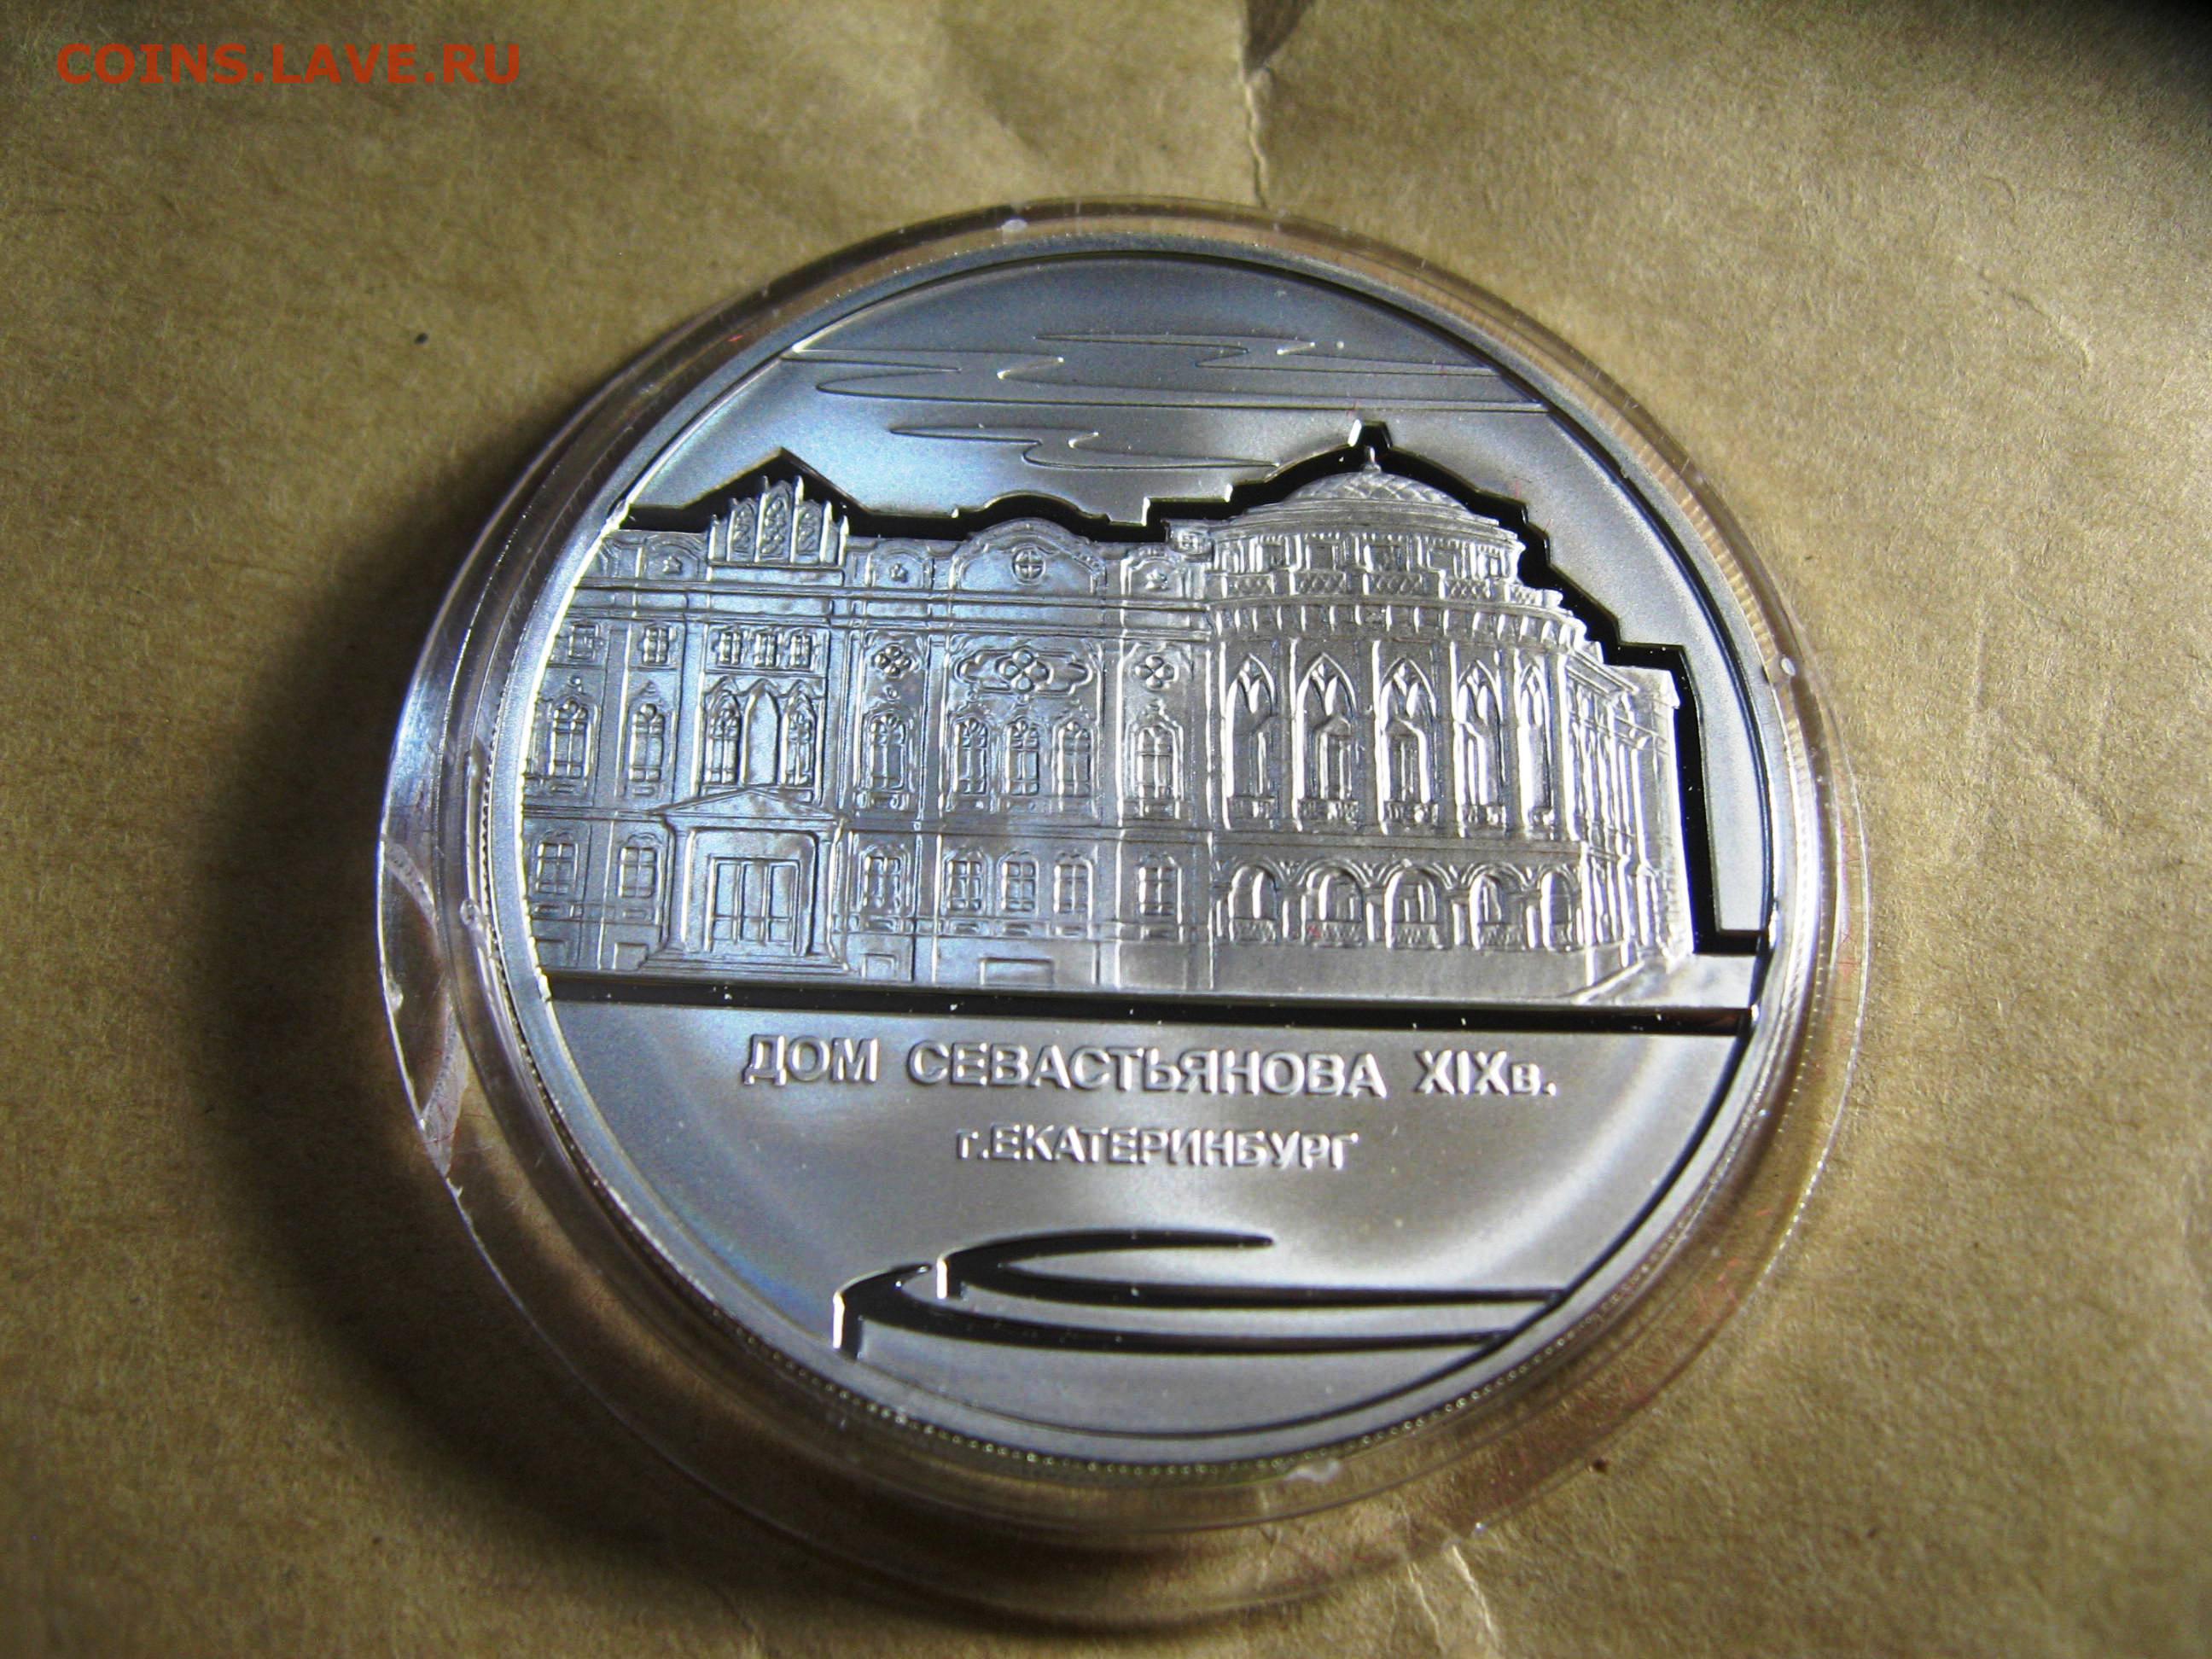 COINS.LAVE.RU
ДОМ СЕВАСТЬЯНОВА XIXв.
г.ЕКАТЕРИНБУРГ